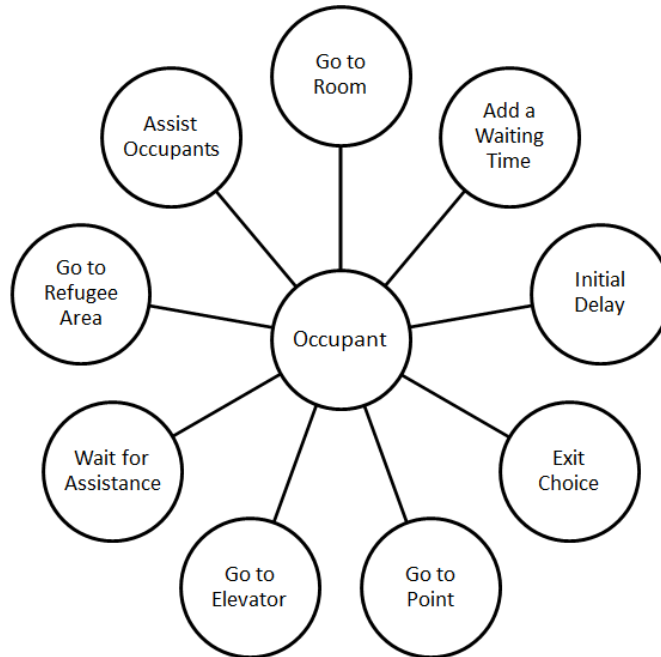 Go to
Room
Add a
Waiting
Time
Initial
Delay
Exit
Choice
Go to
Point
Go to
Elevator
Wait for
Assistance
Go to
Refugee
Area
Assist
Occupants
Occupant